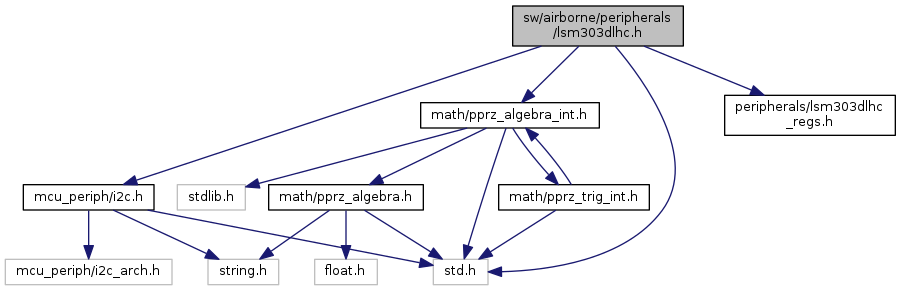 sw/airborne/peripherals
/lsm303dlhc.h
math/pprz_algebra_int.h
peripherals/lsm303dlhc
_regs.h
mcu_periph/i2c.h
stdlib.h
math/pprz_algebra.h
math/pprz_trig_int.h
mcu_periph/i2c_arch.h
string.h
float.h
std.h